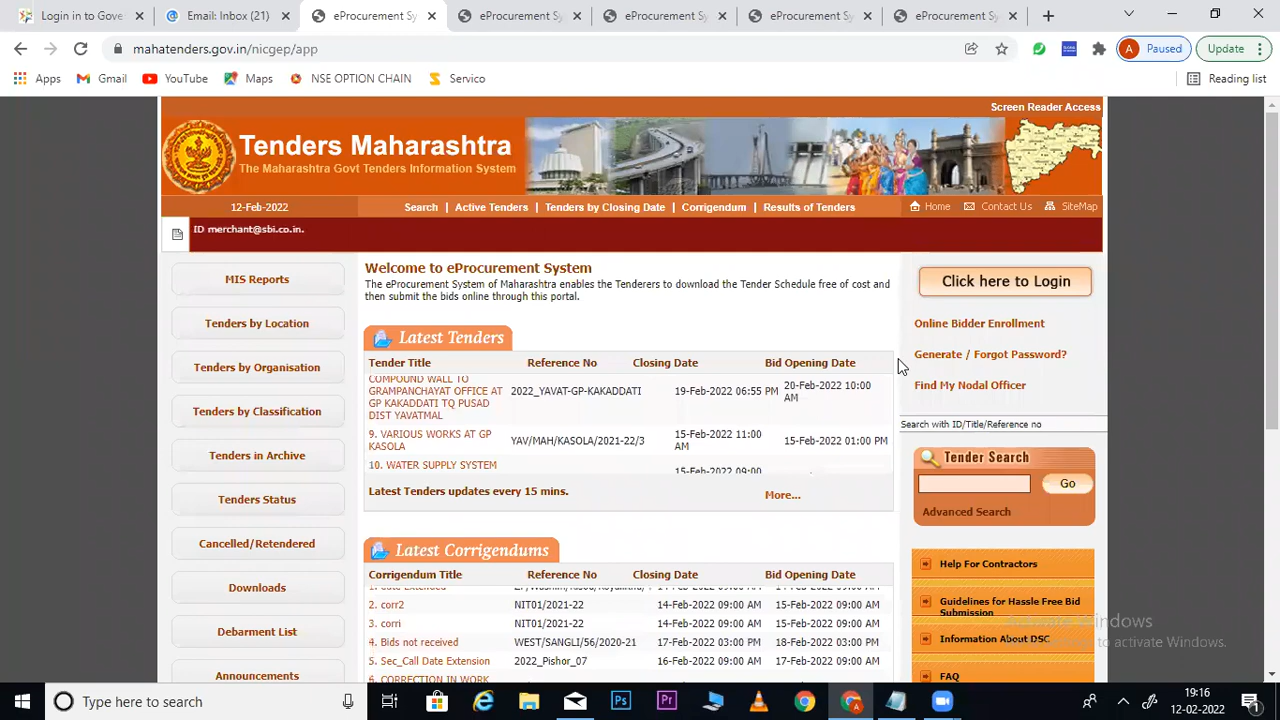 Login in to Gove
Email: Inbox (21)
eProcurement Sy
eProcurement Sy
eProcurement Sy
eProcurement Sy
eProcurement Sy
mahatenders.gov.in/nicgep/app
A Paused
Update
Apps
Gmail
YouTube
Maps
NSE OPTION CHAIN
Servico
Reading list
Screen Reader Access
Tenders Maharashtra
The Maharashtra Govt Tenders Information System
12-Feb-2022
Search | Active Tenders | Tenders by Closing Date | Corrigendum | Results of Tenders
Home Contact Us SiteMap
ID merchant@sbi.co.in.
MIS Reports
Tenders by Location
Tenders by Organisation
Tenders by Classification
Tenders in Archive
Tenders Status
Cancelled/Retendered
Downloads
Debarment List
Announcements
Welcome to eProcurement System
The eProcurement System of Maharashtra enables the Tenderers to download the Tender Schedule free of cost and
then submit the bids online through this portal.
Latest Tenders
Tender Title Reference No Closing Date Bid Opening Date
COMPOUND WALL TO
GRAMPANCHAYAT OFFICE AT
GP KAKADDATI TQ PUSAD
DIST YAVATMAL
2022_YAVAT-GP-KAKADDATI
19-Feb-2022 06:55 PM
20-Feb-2022 10:00
AM
9. VARIOUS WORKS AT GP
KASOLA
YAV/MAH/KASOLA/2021-22/3
15-Feb-2022 11:00
AM
15-Feb-2022 01:00 PM
10. WATER SUPPLY SYSTEM
15-Feb-2022 09:00
Latest Tenders updates every 15 mins.
More...
Latest Corrigendums
Corrigendum Title Reference No Closing Date Bid Opening Date
2. corr2 NIT01/2021-22 14-Feb-2022 09:00 AM 15-Feb-2022 09:00 AM
3. corri NIT01/2021-22 14-Feb-2022 09:00 AM 15-Feb-2022 09:00 AM
4. Bids not received WEST/SANGLI/56/2020-21 17-Feb-2022 03:00 PM 18-Feb-2022 03:00 PM
5. Sec_Call Date Extension 2022_Pishor_07 16-Feb-2022 09:00 AM 17-Feb-2022 09:00 AM
6. CORRECTION IN WORK
Click here to Login
Online Bidder Enrollment
Generate / Forgot Password?
Find My Nodal Officer
Search with ID/Title/Reference no
Tender Search
Go
Advanced Search
Help For Contractors
Guidelines for Hassle Free Bid
Submission
Information About DSC
FAQ
Type here to search
19:16
12-02-2022